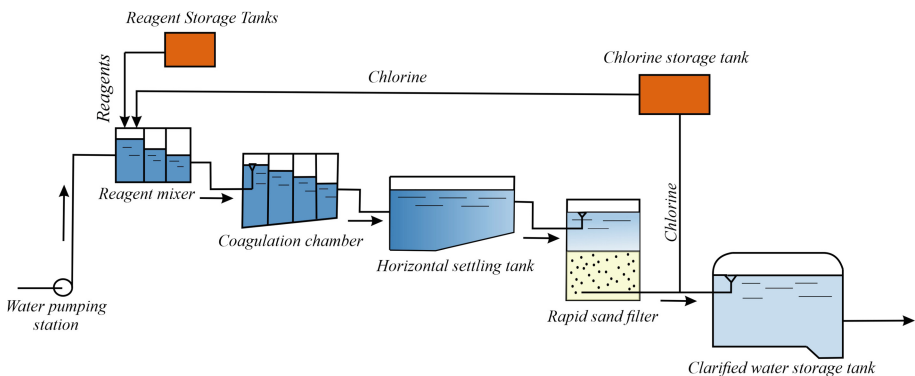 Reagent Storage Tanks
Chlorine storage tank
Chlorine
Reagents
Reagent mixer
Coagulation chamber
Chlorine
Horizontal settling tank
Water pumping
station
Rapid sand filter
Clarified water storage tank